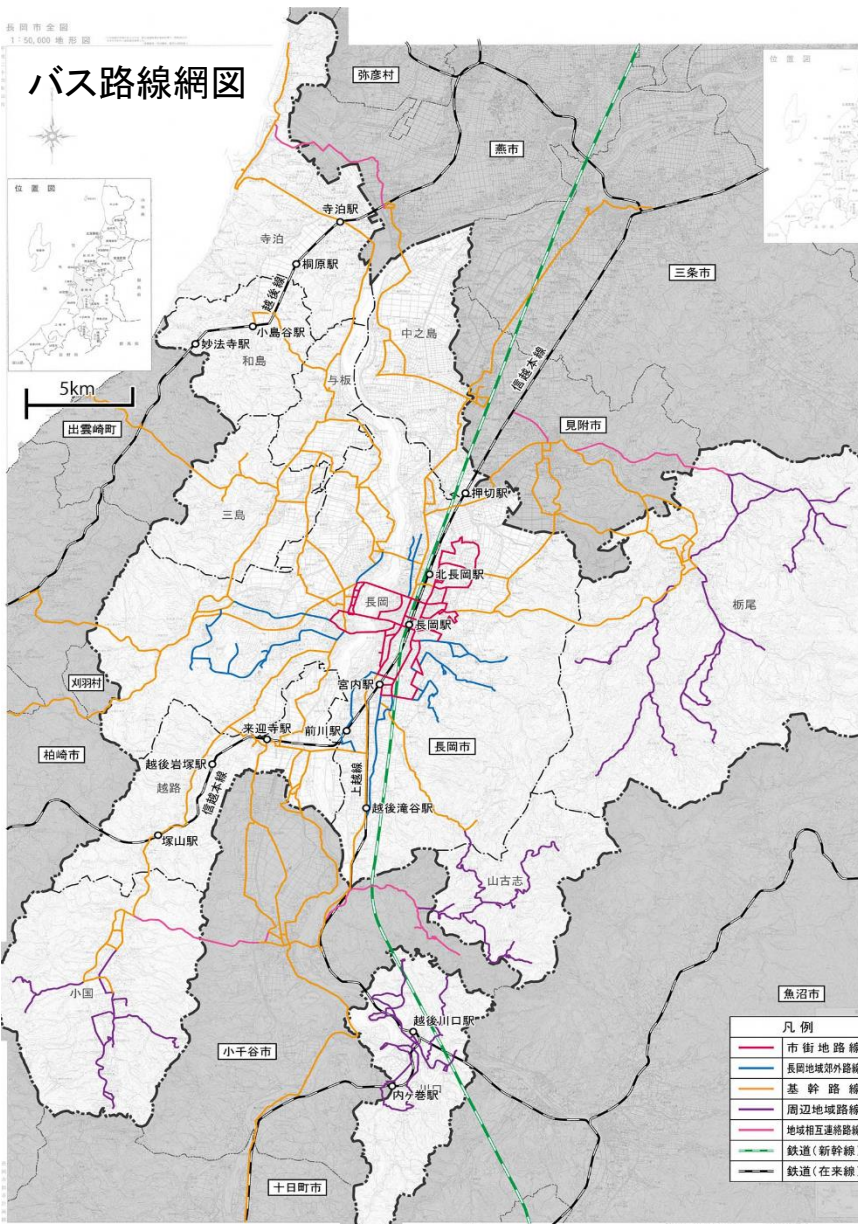 長岡市全図
1:50,000 地形図
バス路線網図
位置図
位置図
弥彦村
燕市
寺泊駅
寺泊
桐原駅
三条市
越後線
小島谷駅
中之島
妙法寺駅
和島
信越本線
与板
5km
出雲崎町
見附市
押切駅
三島
北長岡駅
長岡
栃尾
長岡駅
刈羽村
宮内駅
来迎寺駅
前川駅
長岡市
柏崎市
越後岩塚駅
上越線
越路
信越本線
越後滝谷駅
塚山駅
山古志
小国
魚沼市
越後川口駅
小千谷市
川口
内ヶ巻駅
十日町市
凡例
市街地路線
長岡地域郊外路線
基幹路線
周辺地域路線
地域相互連絡路線
鉄道(新幹線)
鉄道(在来線)